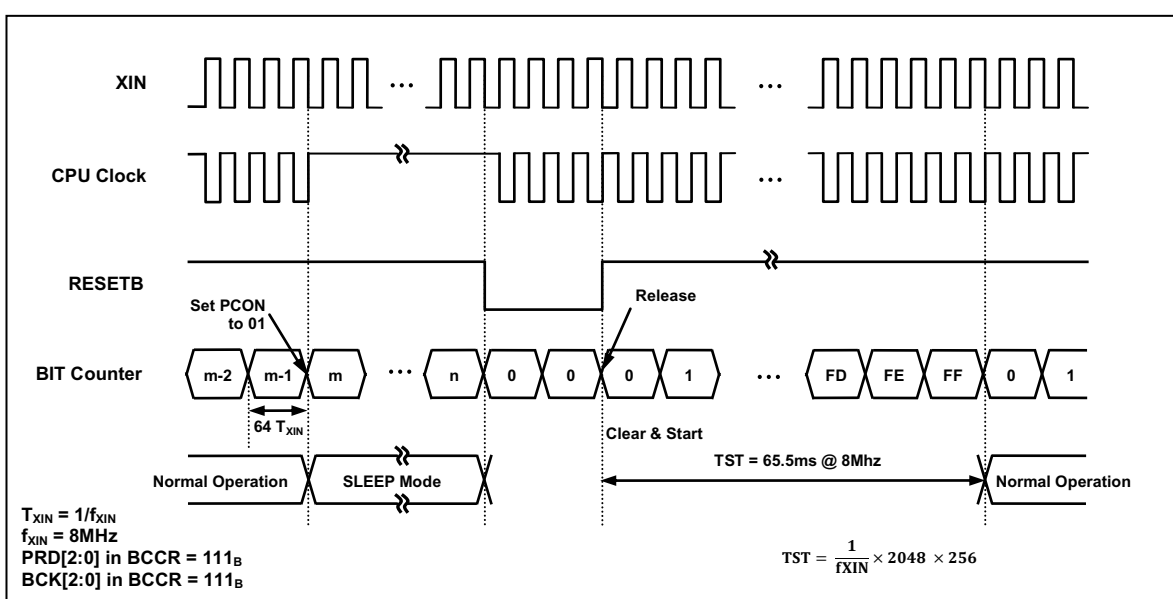 XIN
...
...
CPU Clock
...
RESETB
Set PCON
to 01
Release
BIT Counter
m-2 m-1 m ... n 0 0 0 1 ... FD FE FF 0 1
64 TXIN
Clear & Start
TST = 65.5ms @ 8Mhz
Normal Operation SLEEP Mode Normal Operation
TXIN = 1/fXIN
fXIN = 8MHz
PRD[2:0] in BCCR = 111B
BCK[2:0] in BCCR = 111B
TST = 1/fXIN × 2048 × 256